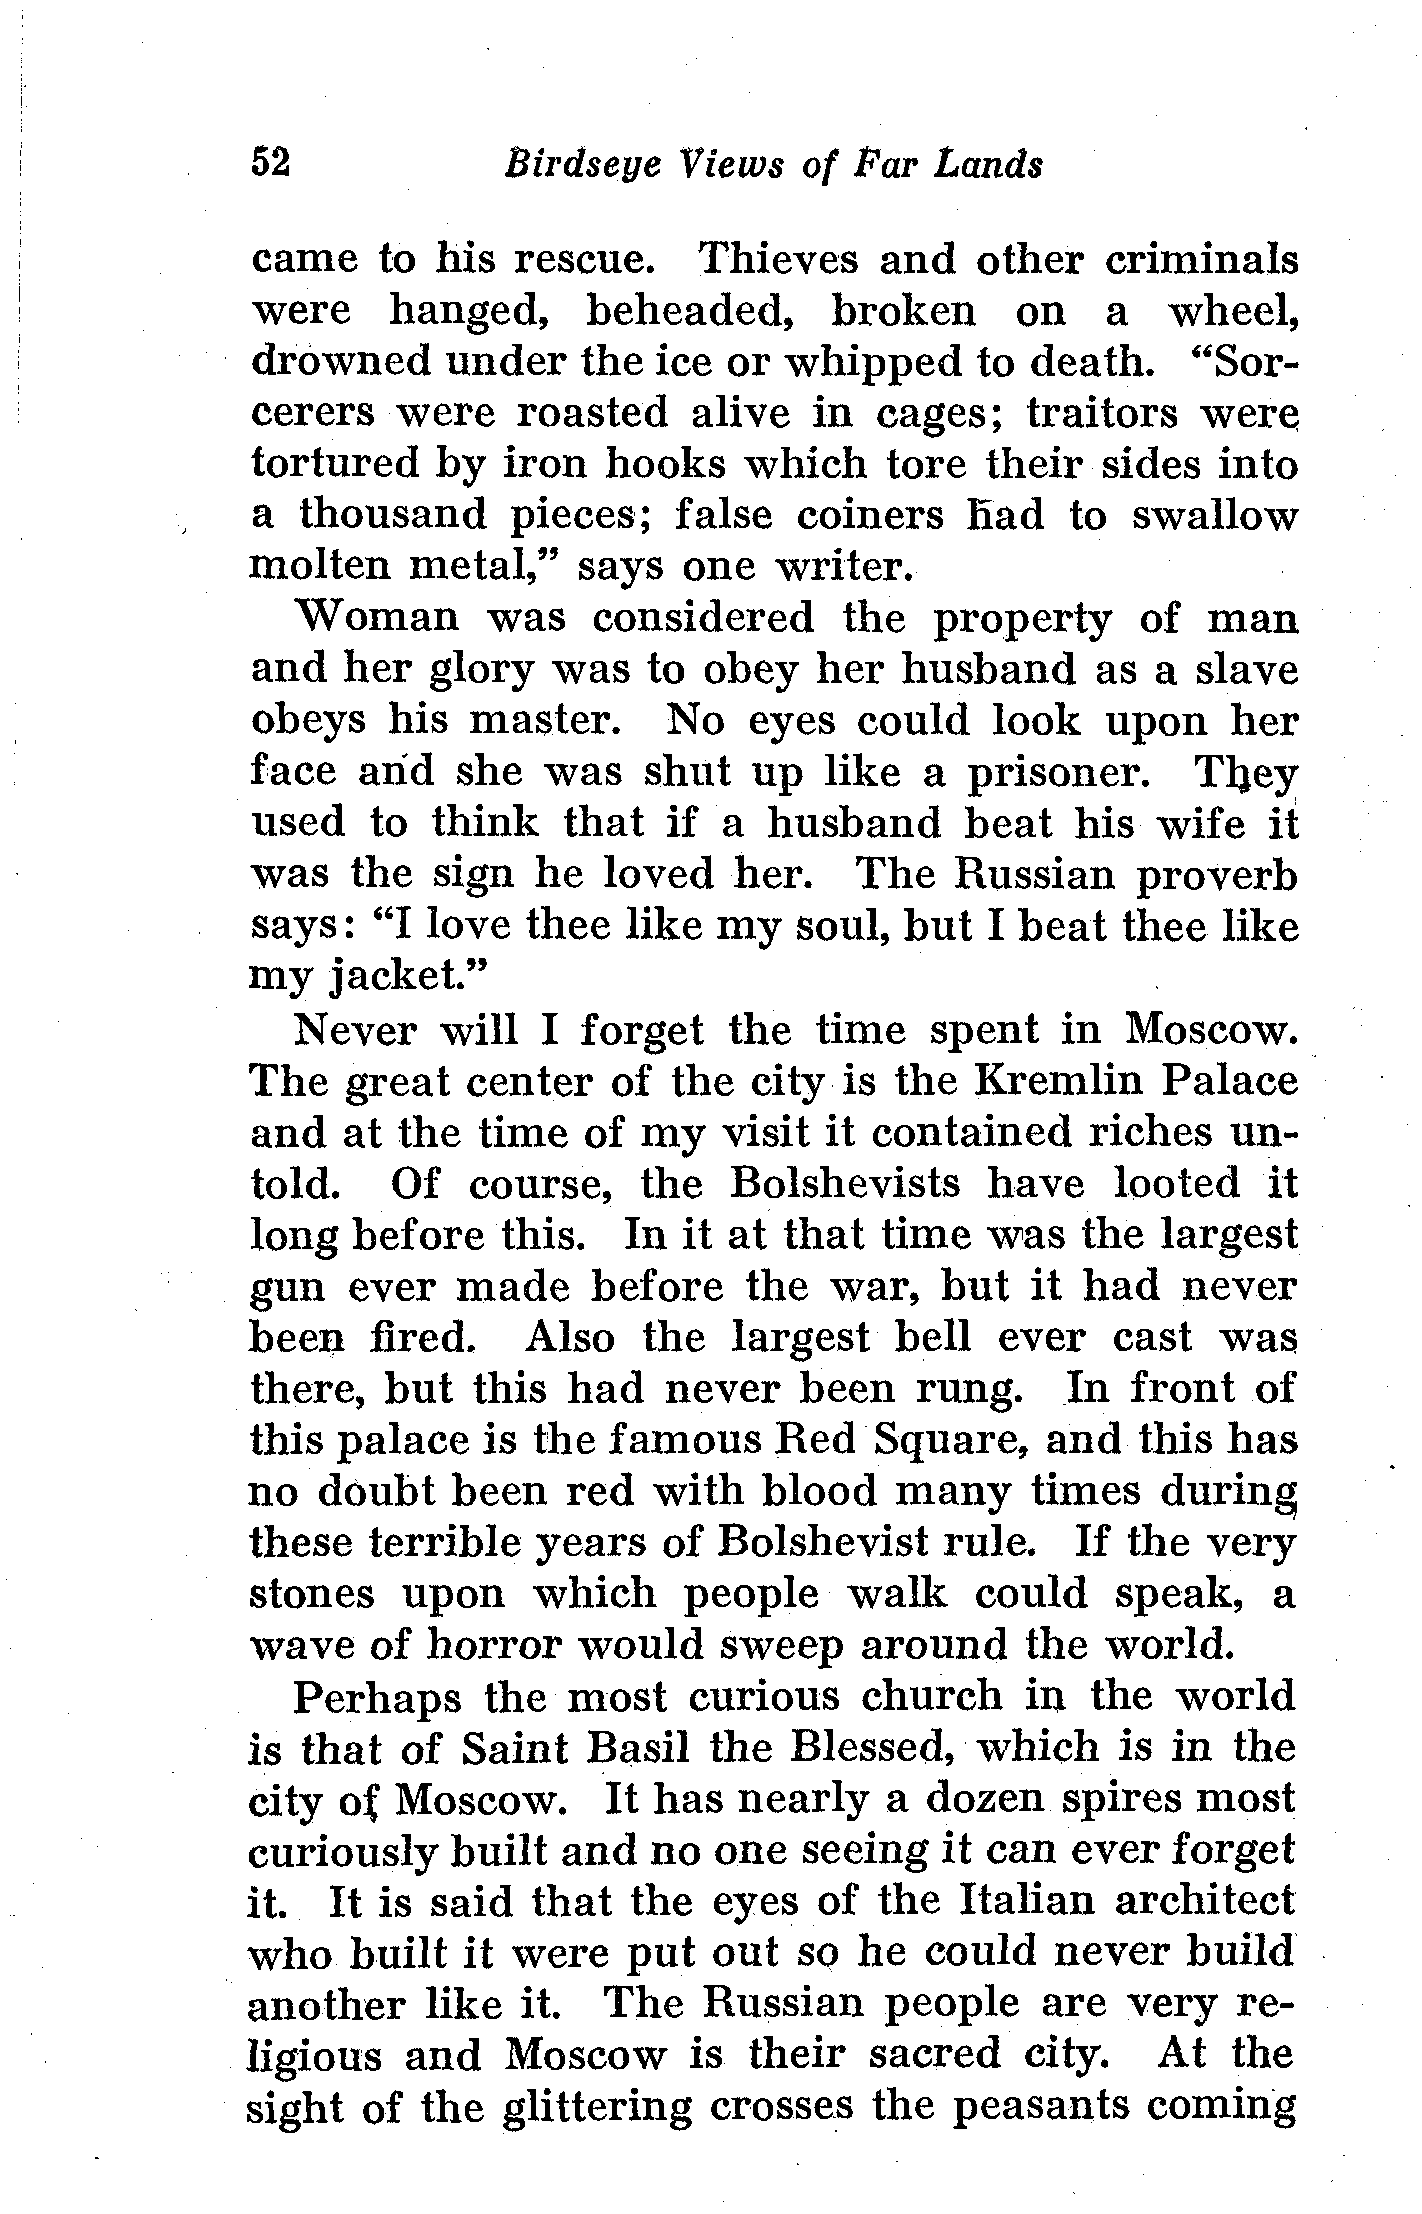 52 Birdseye Views of Far Lands
came to his rescue. Thieves and other criminals
were hanged, beheaded, broken on a wheel,
drowned under the ice or whipped to death. “Sor-
cerers were roasted alive in cages; traitors were
tortured by iron hooks which tore their sides into
a thousand pieces; false coiners had to swallow
molten metal,” says one writer.
Woman was considered the property of man
and her glory was to obey her husband as a slave
obeys his master. No eyes could look upon her
face and she was shut up like a prisoner. They
used to think that if a husband beat his wife it
was the sign he loved her. The Russian proverb
says: “I love thee like my soul, but I beat thee like
my jacket.”
Never will I forget the time spent in Moscow.
The great center of the city is the Kremlin Palace
and at the time of my visit it contained riches un-
told. Of course, the Bolshevists have looted it
long before this. In it at that time was the largest
gun ever made before the war, but it had never
been fired. Also the largest bell ever cast was
there, but this had never been rung. In front of
this palace is the famous Red Square, and this has
no doubt been red with blood many times during
these terrible years of Bolshevist rule. If the very
stones upon which people walk could speak, a
wave of horror would sweep around the world.
Perhaps the most curious church in the world
is that of Saint Basil the Blessed, which is in the
city of Moscow. It has nearly a dozen spires most
curiously built and no one seeing it can ever forget
it. It is said that the eyes of the Italian architect
who built it were put out so he could never build
another like it. The Russian people are very re-
ligious and Moscow is their sacred city. At the
sight of the glittering crosses the peasants coming